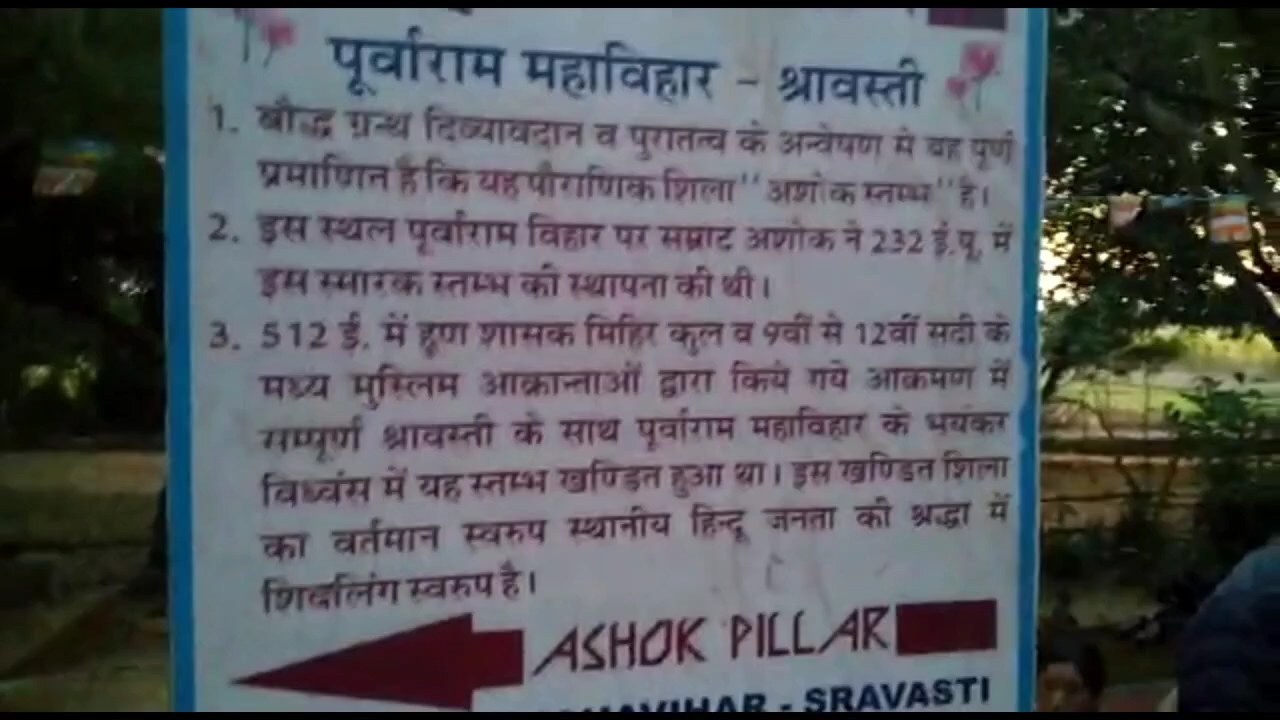 पूर्वाराम महाविहार - श्रावस्ती
1. बौद्ध ग्रन्थ दिव्यावदान व पुरातत्व के अन्वेषण में यह पूर्ण
प्रमाणित है कि यह पौराणिक शिला "अशोक स्तम्भ" है।
2. इस स्थल पूर्वाराम विहार पर सम्राट अशोक ने 232 ई.पू. में
इस स्मारक स्तम्भ की स्थापना की थी।
3. 512 ई. में हूण शासक मिहिर कुल व 9वीं से 12वीं सदी के
मध्य मुस्लिम आक्रान्ताओं द्वारा किये गये आक्रमण में
सम्पूर्ण श्रावस्ती के साथ पूर्वाराम महाविहार के भयंकर
विध्वंस में यह स्तम्भ खण्डित हुआ था। इस खण्डित शिला
का वर्तमान स्वरुप स्थानीय हिन्दू जनता की श्रद्धा में
शिवलिंग स्वरुप है।
ASHOK PILLAR
- SRAVASTI